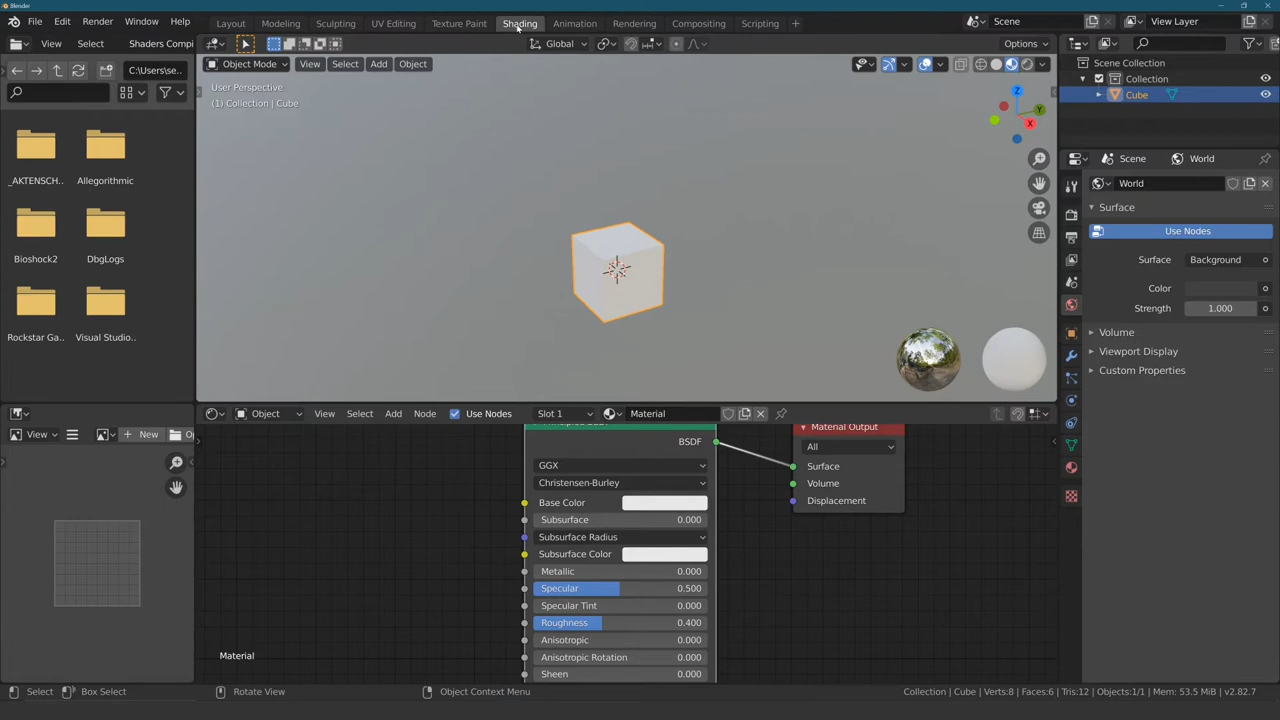 Blender
File Edit Render Window Help Layout Modeling Sculpting UV Editing Texture Paint Shading Animation Rendering Compositing Scripting + Scene View Layer
View Select Shaders Compi Global Options
C:\Users\se..
Object Mode View Select Add Object
User Perspective
(1) Collection | Cube
Scene Collection
Collection
Cube
Z
Y
X
_AKTENSCH.. Allegorithmic
Bioshock2 DbgLogs
Rockstar Ga.. Visual Studio..
Scene World
World
Surface
Use Nodes
Surface Background
Color
Strength 1.000
Volume
Viewport Display
Custom Properties
View New Op
Object View Select Add Node Use Nodes Slot 1 Material
Material Output
BSDF
All
GGX
Surface
Christensen-Burley
Volume
Base Color
Displacement
Subsurface 0.000
Subsurface Radius
Subsurface Color
Metallic 0.000
Specular 0.500
Specular Tint 0.000
Roughness 0.400
Anisotropic 0.000
Anisotropic Rotation 0.000
Sheen 0.000
Material
Select Box Select Rotate View Object Context Menu Collection | Cube | Verts:8 | Faces:6 | Tris:12 | Objects:1/1 | Mem: 53.5 MiB | v2.82.7